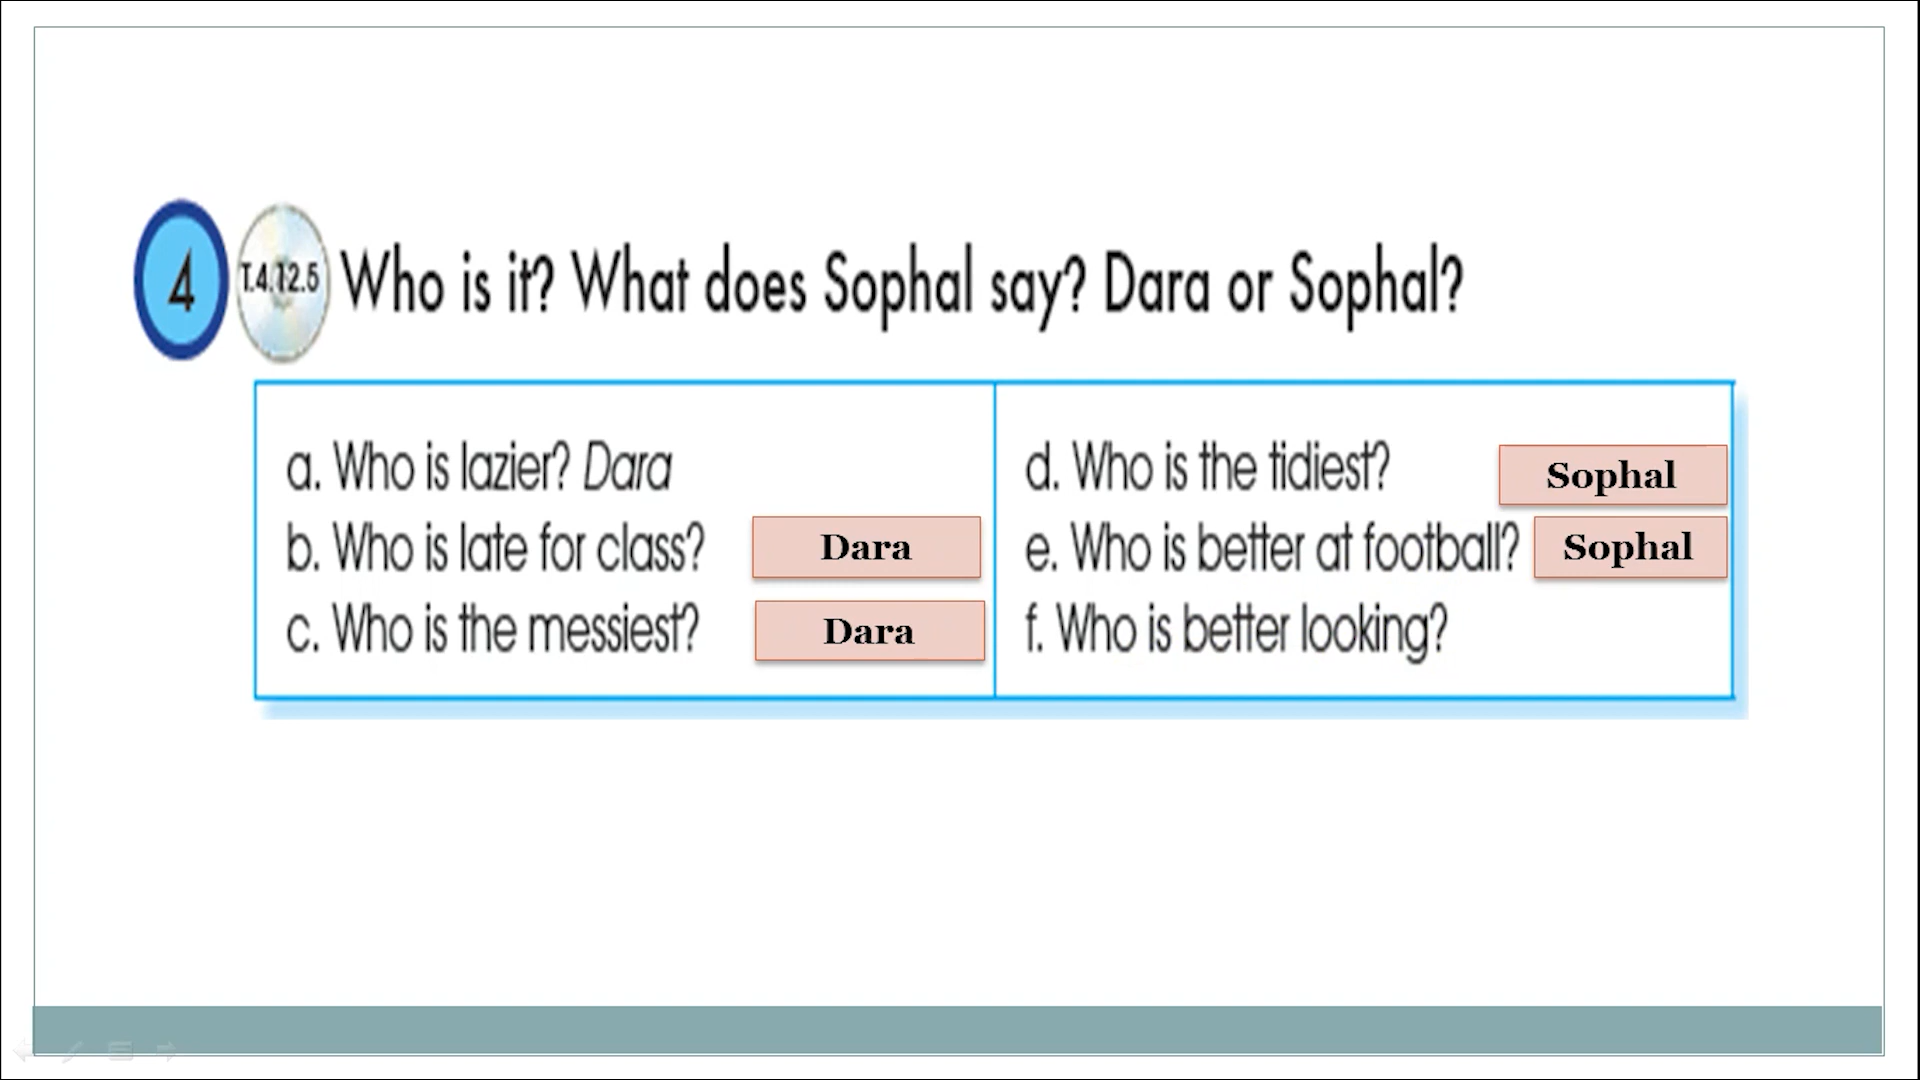 4 T.4.12.5 Who is it? What does Sophal say? Dara or Sophal?
a. Who is lazier? Dara
b. Who is late for class? Dara
c. Who is the messiest? Dara
d. Who is the tidiest? Sophal
e. Who is better at football? Sophal
f. Who is better looking?